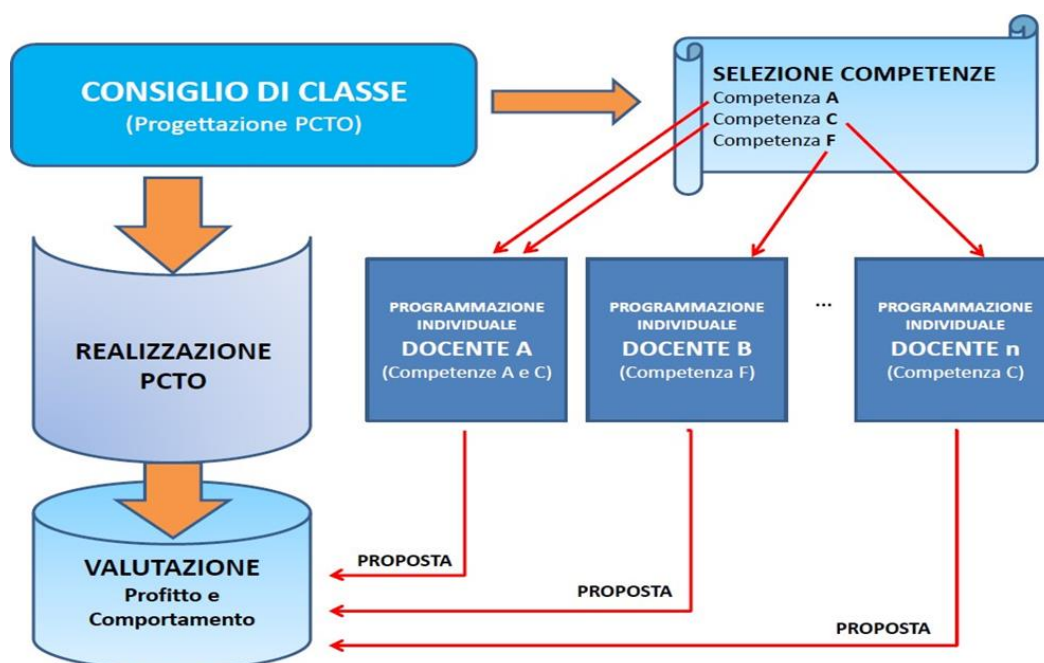 CONSIGLIO DI CLASSE
(Progettazione PCTO)
SELEZIONE COMPETENZE
Competenza A
Competenza C
Competenza F
REALIZZAZIONE
PCTO
PROGRAMMAZIONE
INDIVIDUALE
DOCENTE A
(Competenze A e C)
PROGRAMMAZIONE
INDIVIDUALE
DOCENTE B
(Competenza F)
...
PROGRAMMAZIONE
INDIVIDUALE
DOCENTE n
(Competenza C)
VALUTAZIONE
Profitto e
Comportamento
PROPOSTA
PROPOSTA
PROPOSTA